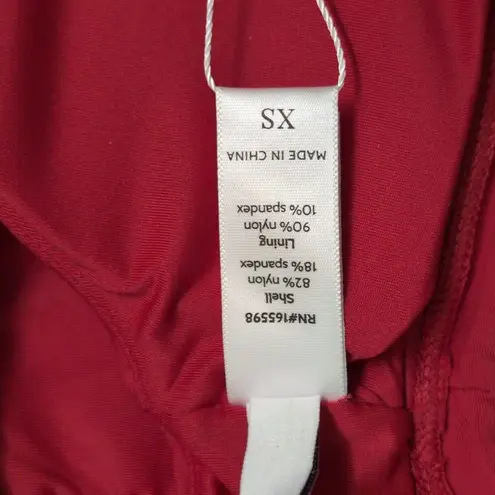 RN#165598
Shell
82% nylon
18% spandex
Lining
90% nylon
10% spandex
MADE IN CHINA
XS